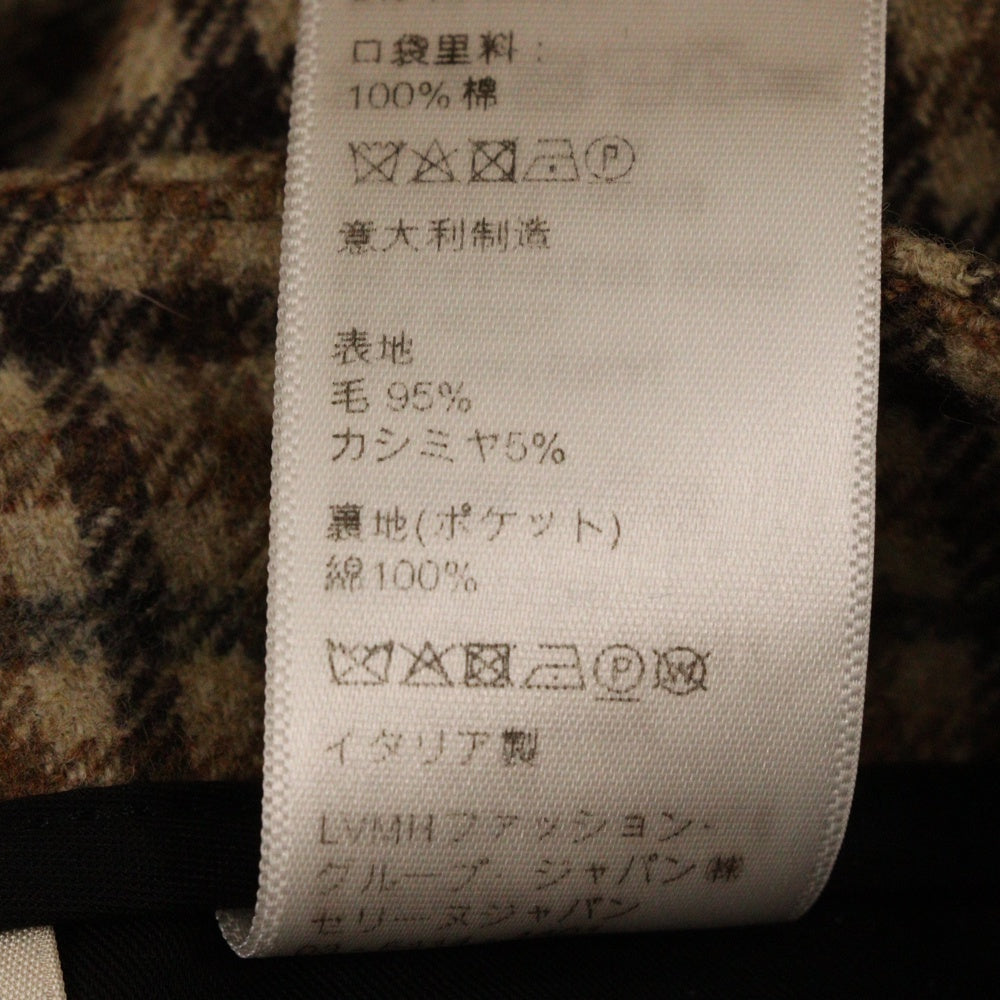 口袋里料：
100% 棉
P
意大利制造
表地
毛 95%
カシミヤ5%
裏地(ポケット)
綿100%
P W
イタリア製
LVMHファッション・
グループ・ジャパン㈱
セリーヌジャパン